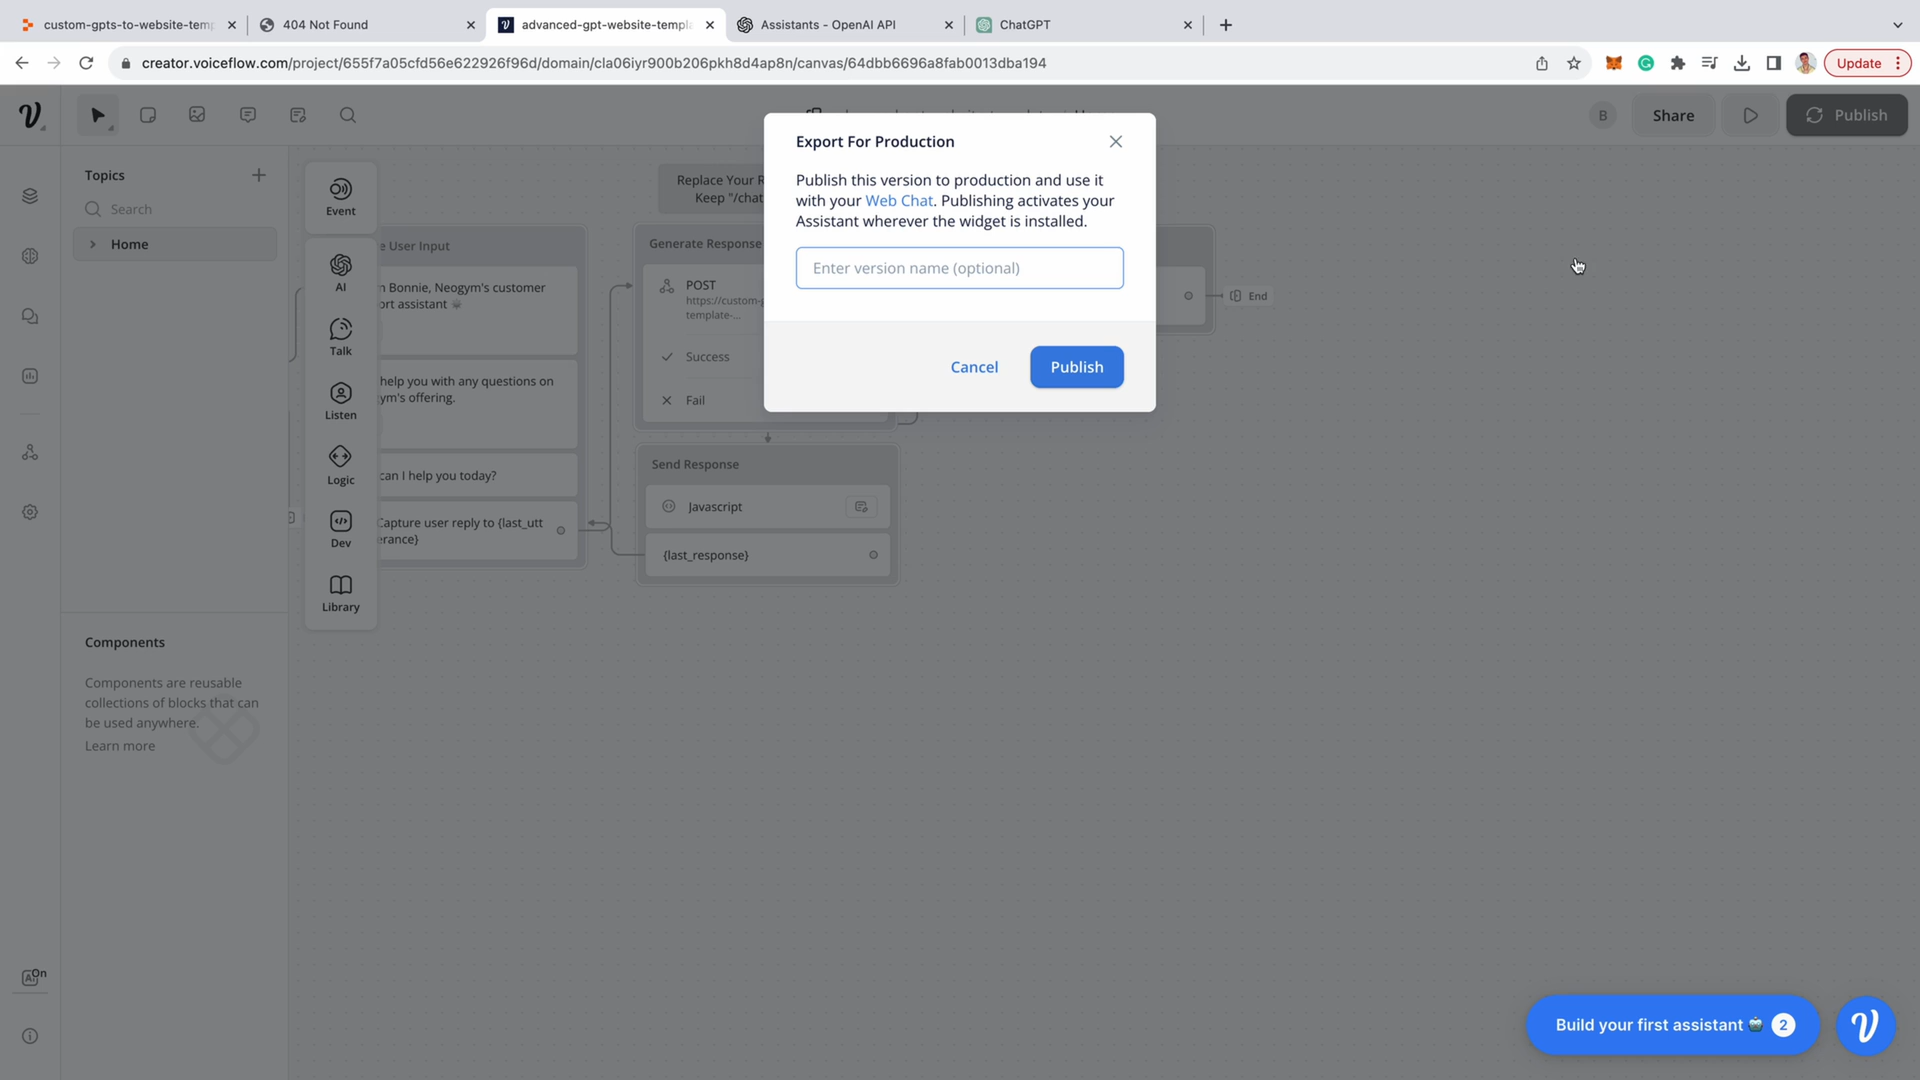 custom-gpts-to-website-temp
404 Not Found
advanced-gpt-website-templa
Assistants - OpenAI API
ChatGPT
creator.voiceflow.com/project/655f7a05cfd56e622926f96d/domain/cla06iyr900b206pkh8d4ap8n/canvas/64dbb6696a8fab0013dba194
Update
B
Share
Publish
Topics
Search
Home
Components
Components are reusable
collections of blocks that can
be used anywhere.
Learn more
Event
AI
Talk
Listen
Logic
Dev
Library
e User Input
n Bonnie, Neogym's customer
ort assistant
help you with any questions on
ym's offering.
can I help you today?
Capture user reply to {last_utt
erance}
Replace Your R
Keep "/chat
Generate Response
POST
https://custom-g
template-...
Success
Fail
Send Response
Javascript
{last_response}
End
Export For Production
Publish this version to production and use it
with your Web Chat. Publishing activates your
Assistant wherever the widget is installed.
Enter version name (optional)
Cancel
Publish
On
Build your first assistant 2